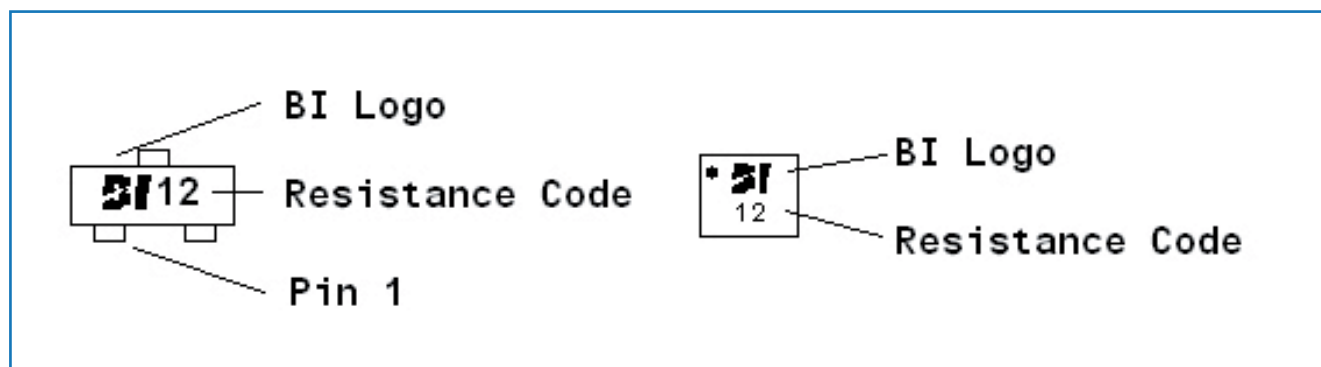 BI Logo
BI 12
Resistance Code
Pin 1
BI
12
BI Logo
Resistance Code